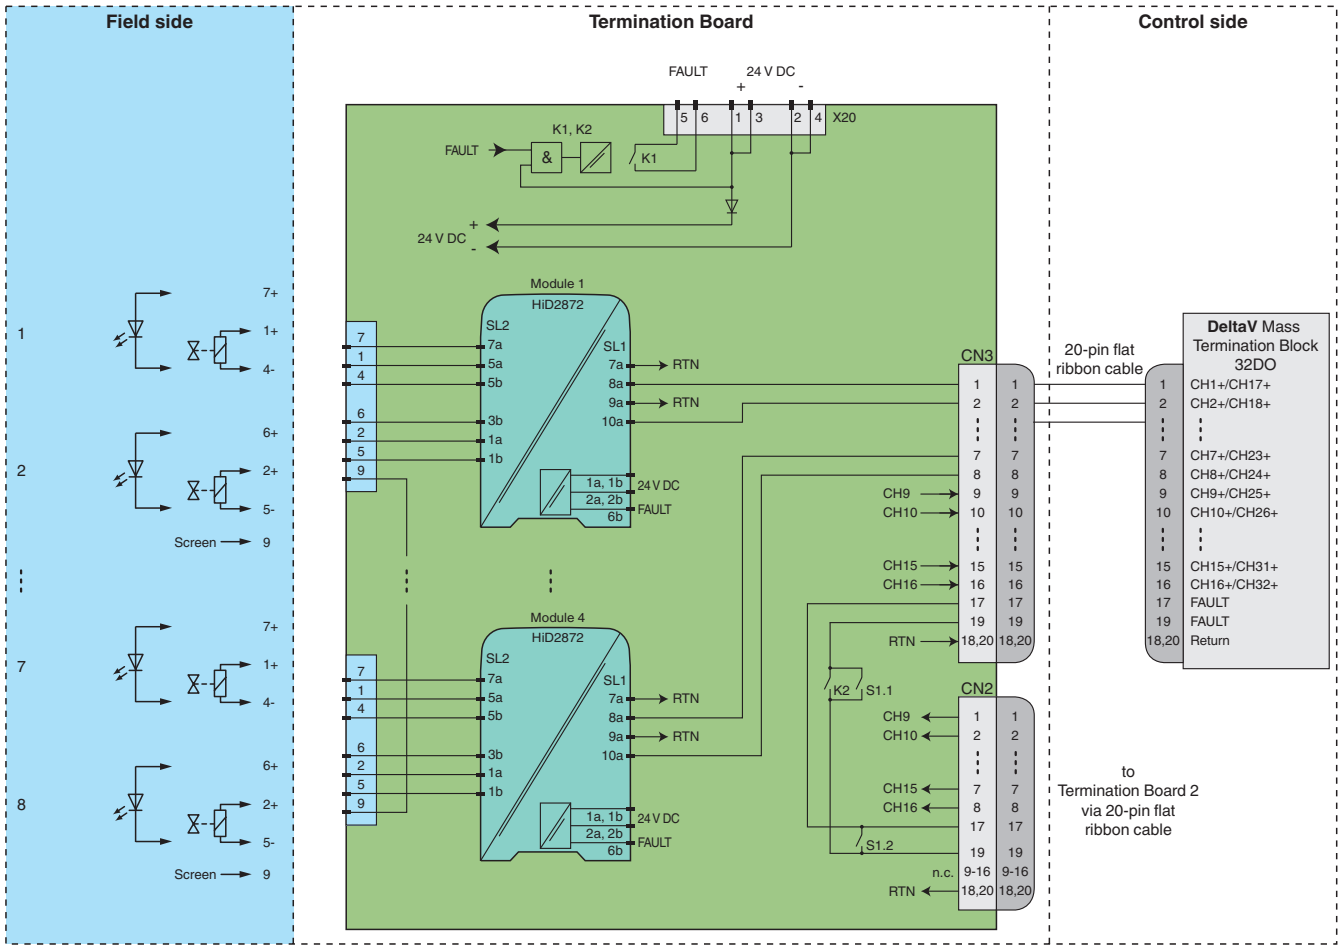 Field side
Termination Board
Control side
FAULT 24 V DC
+ -
5 6 1 3 2 4 X20
K1, K2
FAULT & K1
+
24 V DC
-
1
7+
1+
4-
2
6+
2+
5-
Screen 9
7
7+
1+
4-
8
6+
2+
5-
Screen 9
7
1
4
6
2
5
9
Module 1
HiD2872
SL2
7a
5a
5b
3b
1a
1b
SL1
7a RTN
8a
9a RTN
10a
1a, 1b 24 V DC
2a, 2b
6b FAULT
7
1
4
6
2
5
9
Module 4
HiD2872
SL2
7a
5a
5b
3b
1a
1b
SL1
7a RTN
8a
9a RTN
10a
1a, 1b 24 V DC
2a, 2b
6b FAULT
CN3
1 1
2 2
7 7
8 8
CH9 9 9
CH10 10 10
CH15 15 15
CH16 16 16
17 17
19 19
RTN 18,20 18,20
K2 S1.1
CN2
CH9 1 1
CH10 2 2
CH15 7 7
CH16 8 8
17 17
S1.2
19 19
n.c. 9-16 9-16
RTN 18,20 18,20
20-pin flat
ribbon cable
DeltaV Mass
Termination Block
32DO
1 CH1+/CH17+
2 CH2+/CH18+
7 CH7+/CH23+
8 CH8+/CH24+
9 CH9+/CH25+
10 CH10+/CH26+
15 CH15+/CH31+
16 CH16+/CH32+
17 FAULT
19 FAULT
18,20 Return
to
Termination Board 2
via 20-pin flat
ribbon cable